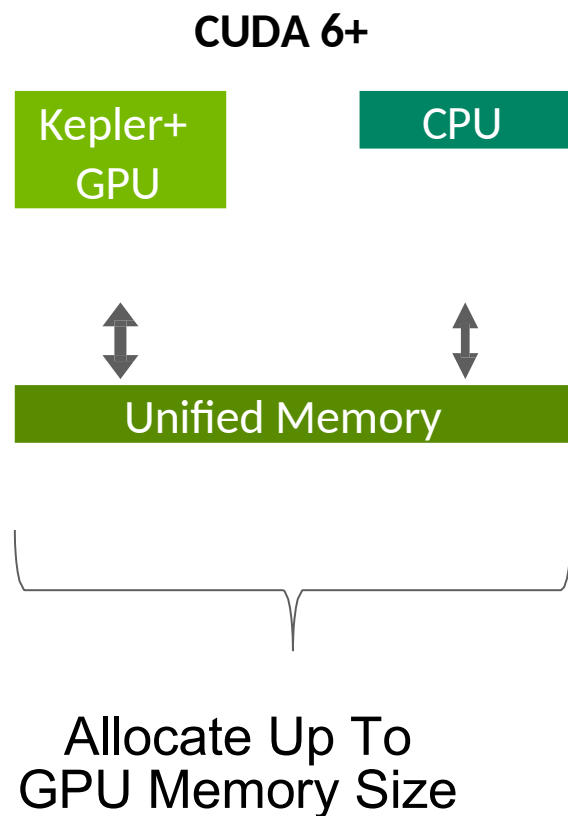 CUDA 6+
Kepler+
GPU
CPU
Unified Memory
Allocate Up To
GPU Memory Size